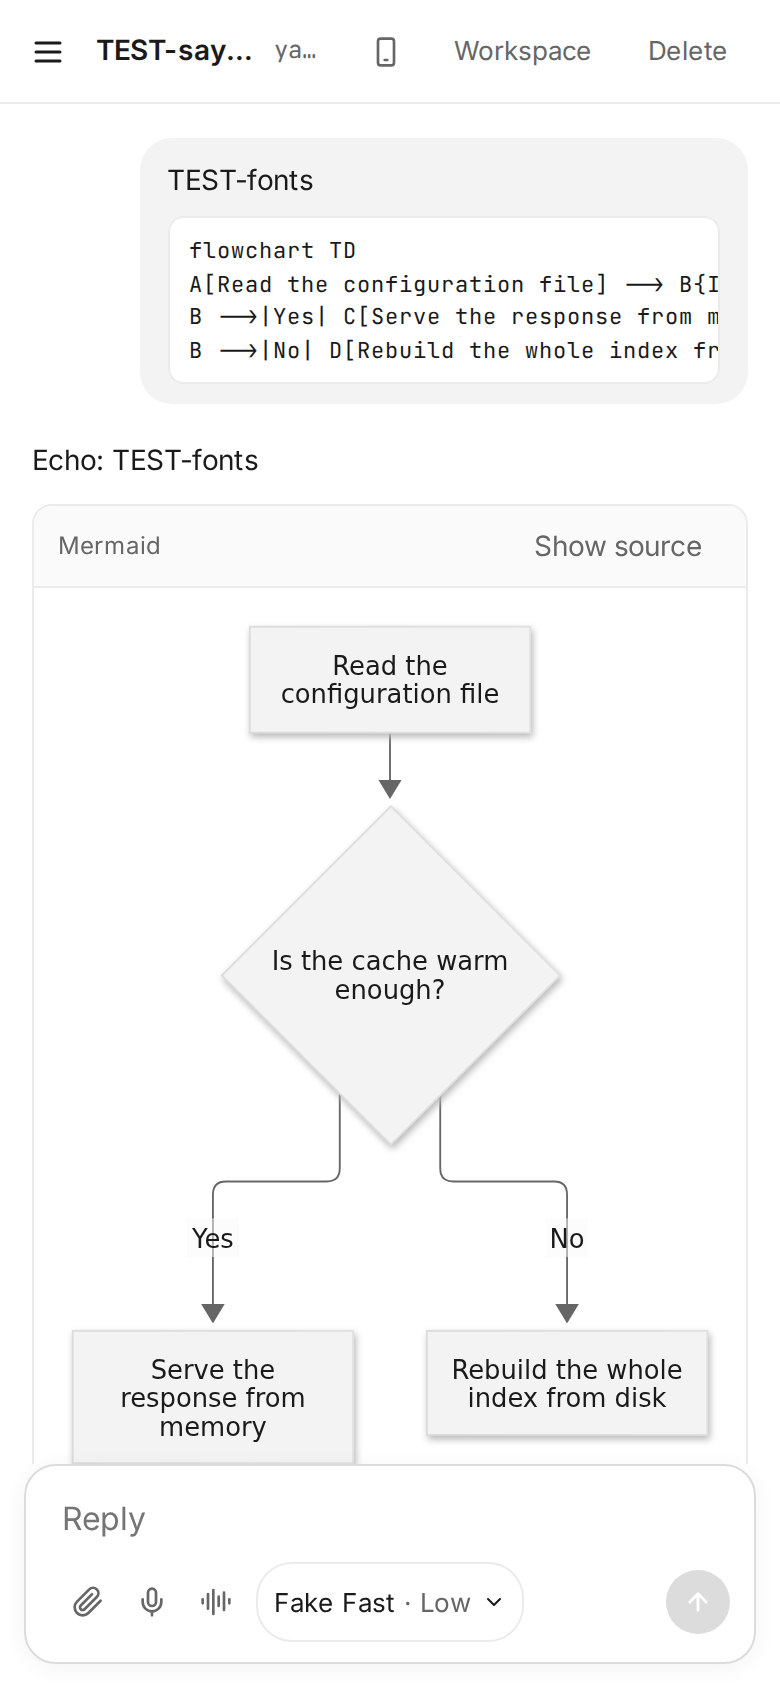 TEST-say... ya... Workspace Delete
TEST-fonts
flowchart TD
A[Read the configuration file] --> B{I
B -->|Yes| C[Serve the response from m
B -->|No| D[Rebuild the whole index fr
Echo: TEST-fonts
Mermaid Show source
Read the
configuration file
Is the cache warm
enough?
Yes No
Serve the
response from
memory
Rebuild the whole
index from disk
Reply
Fake Fast · Low